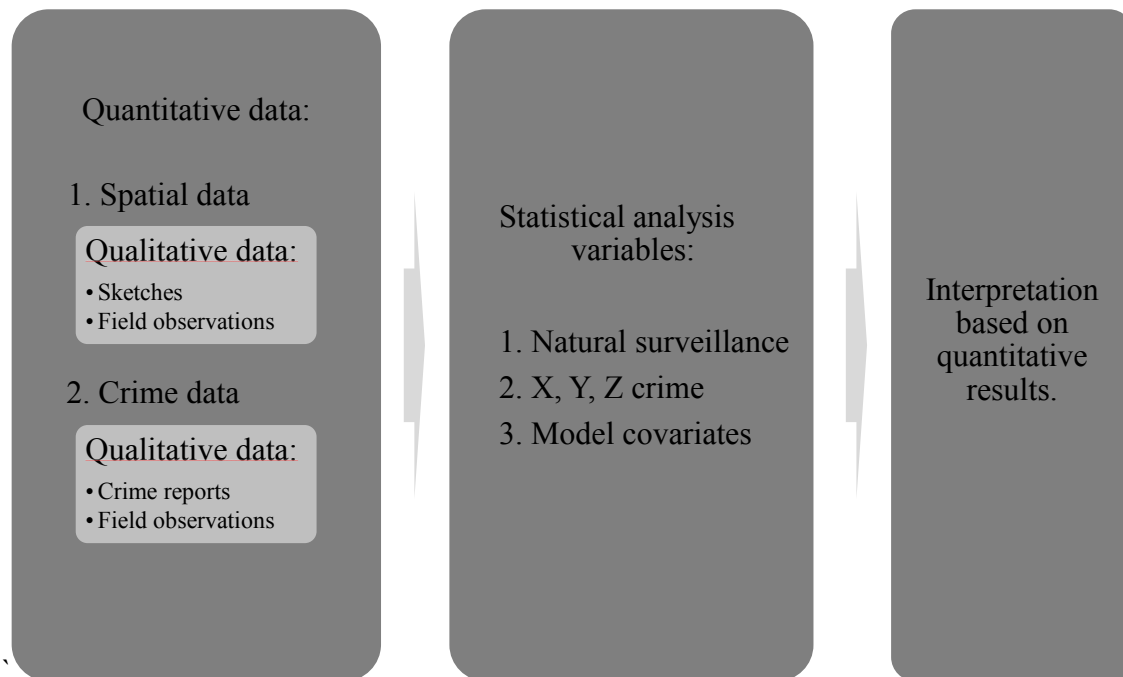 Quantitative data:
1. Spatial data
Qualitative data:
• Sketches
• Field observations
2. Crime data
Qualitative data:
• Crime reports
• Field observations
`
Statistical analysis
variables:
1. Natural surveillance
2. X, Y, Z crime
3. Model covariates
Interpretation
based on
quantitative
results.